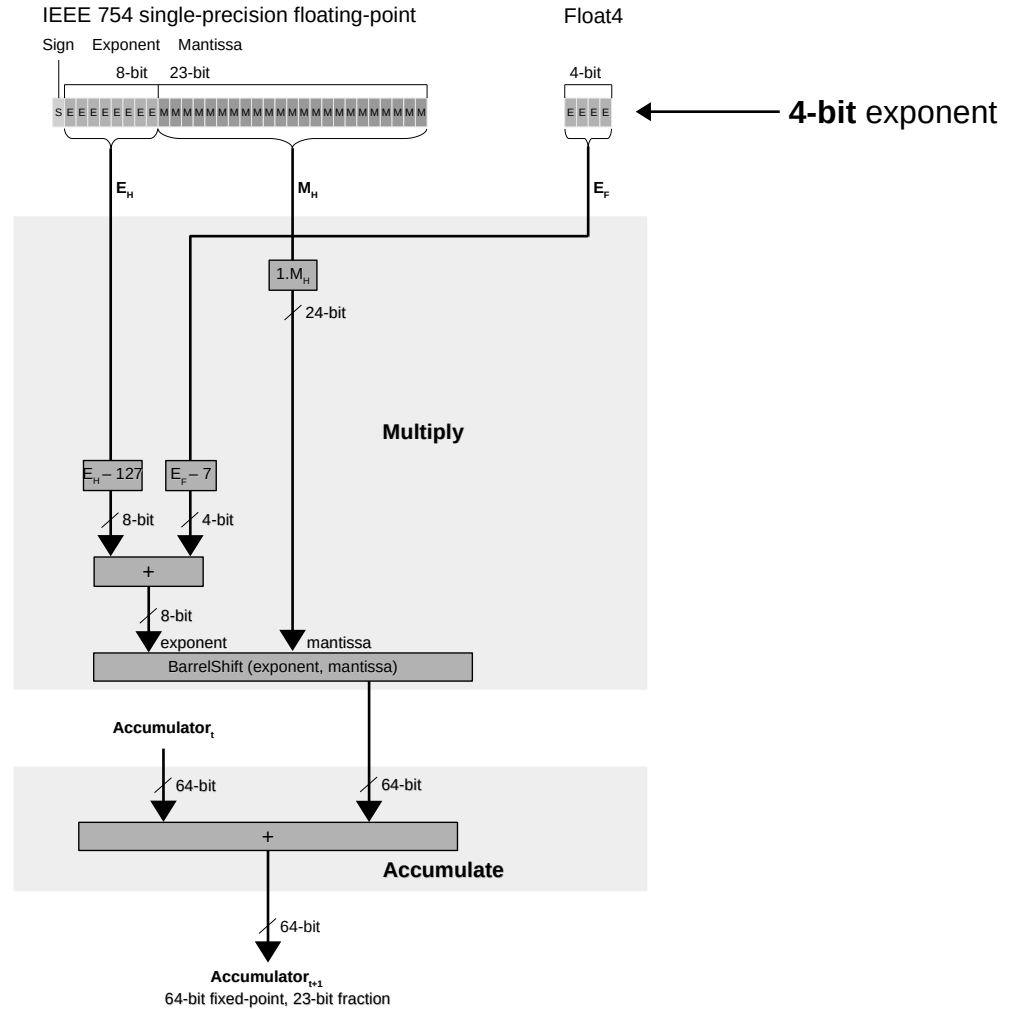 IEEE 754 single-precision floating-point
Float4
Sign Exponent Mantissa
8-bit 23-bit
4-bit
S E E E E E E E E M M M M M M M M M M M M M M M M M M M M M M M
E E E E
4-bit exponent
E_H
M_H
E_F
1.M_H
24-bit
Multiply
E_H – 127
E_F – 7
8-bit
4-bit
+
8-bit
exponent
mantissa
BarrelShift (exponent, mantissa)
Accumulator_t
64-bit
64-bit
+
Accumulate
64-bit
Accumulator_t+1
64-bit fixed-point, 23-bit fraction